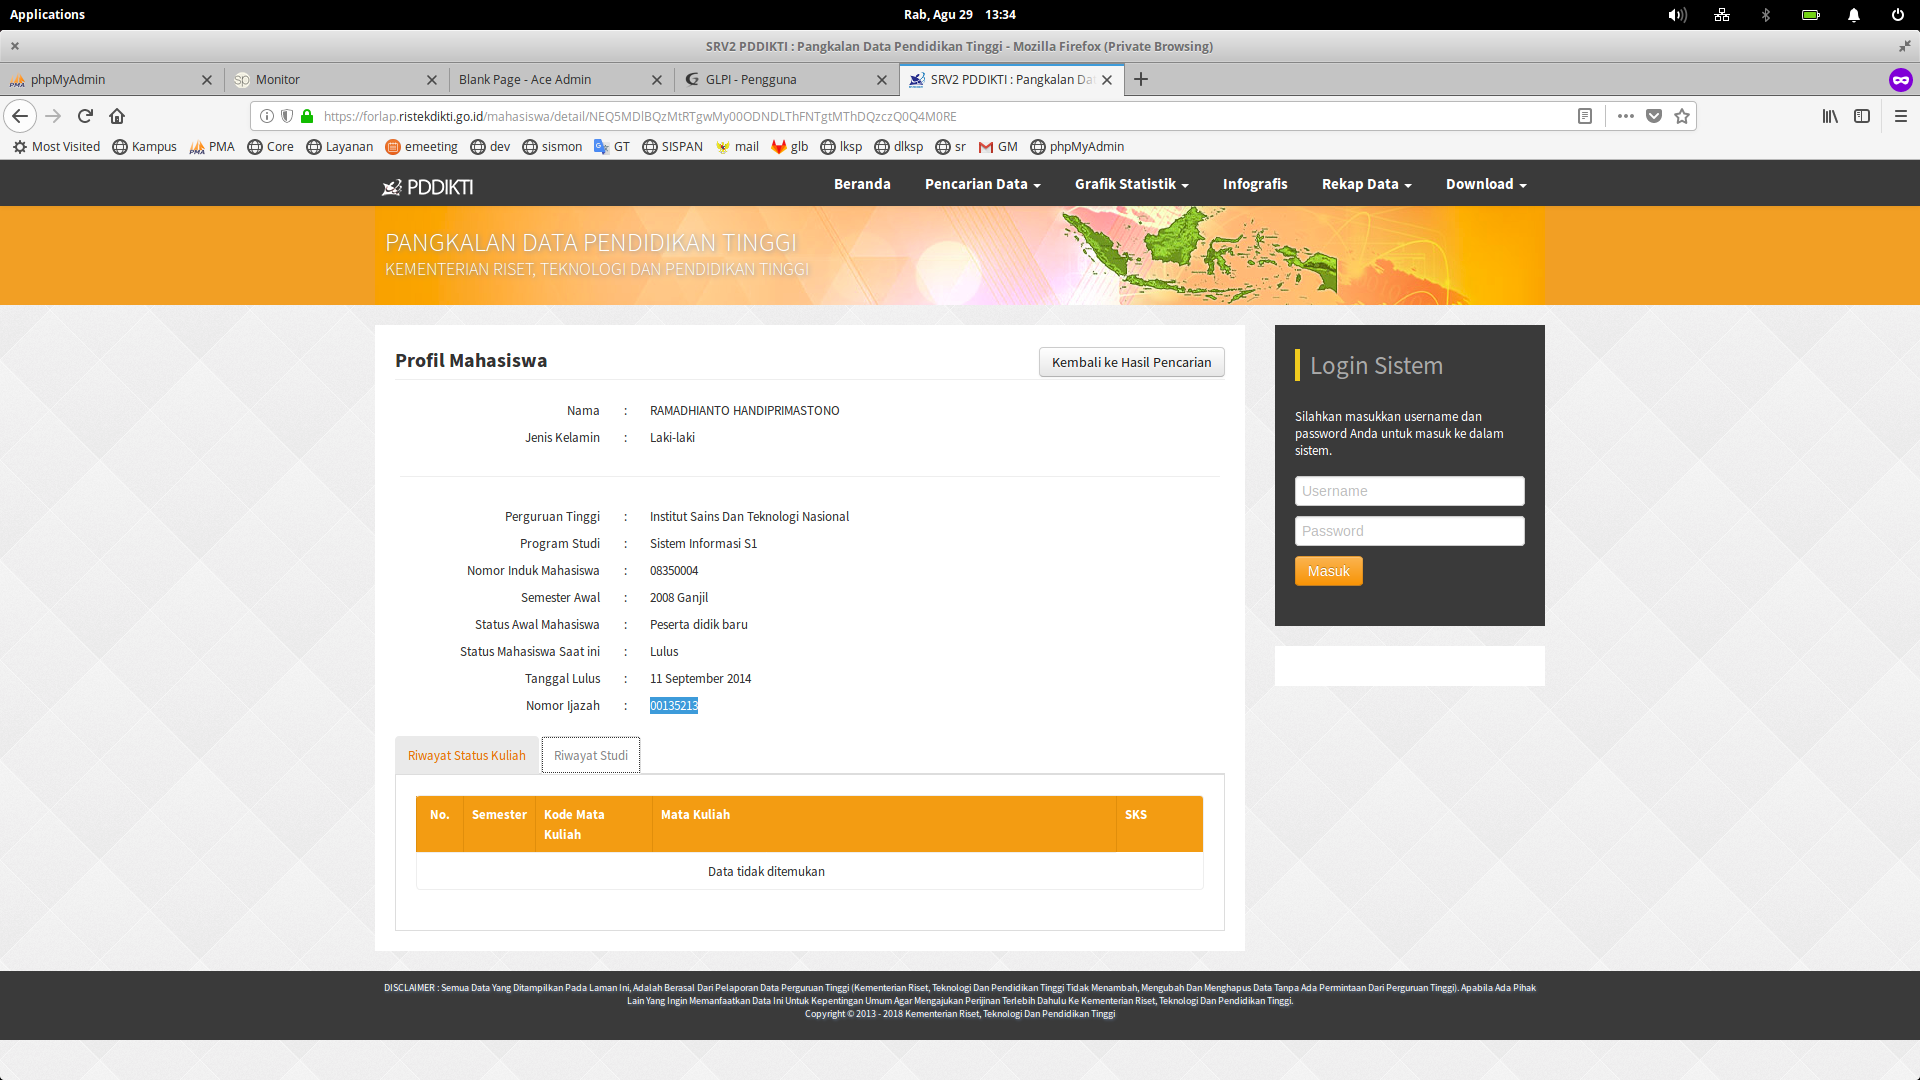 Applications
Rab, Agu 29 13:34
SRV2 PDDIKTI : Pangkalan Data Pendidikan Tinggi - Mozilla Firefox (Private Browsing)
phpMyAdmin
Monitor
Blank Page - Ace Admin
GLPI - Pengguna
SRV2 PDDIKTI : Pangkalan Da
https://forlap.ristekdikti.go.id/mahasiswa/detail/NEQ5MDlBQzMtRTgwMy00ODNDLThFNTgtMThDQzczQ0Q4M0RE
Most Visited Kampus PMA Core Layanan emeeting dev sismon GT SISPAN mail glb lksp dlksp sr GM phpMyAdmin
PDDIKTI
Beranda Pencarian Data Grafik Statistik Infografis Rekap Data Download
PANGKALAN DATA PENDIDIKAN TINGGI
KEMENTERIAN RISET, TEKNOLOGI DAN PENDIDIKAN TINGGI
Profil Mahasiswa
Kembali ke Hasil Pencarian
Nama : RAMADHIANTO HANDIPRIMASTONO
Jenis Kelamin : Laki-laki
Perguruan Tinggi : Institut Sains Dan Teknologi Nasional
Program Studi : Sistem Informasi S1
Nomor Induk Mahasiswa : 08350004
Semester Awal : 2008 Ganjil
Status Awal Mahasiswa : Peserta didik baru
Status Mahasiswa Saat ini : Lulus
Tanggal Lulus : 11 September 2014
Nomor Ijazah : 00135213
Riwayat Status Kuliah
Riwayat Studi
No. Semester Kode Mata Kuliah Mata Kuliah SKS
Data tidak ditemukan
Login Sistem
Silahkan masukkan username dan
password Anda untuk masuk ke dalam
sistem.
Username
Password
Masuk
DISCLAIMER : Semua Data Yang Ditampilkan Pada Laman Ini, Adalah Berasal Dari Pelaporan Data Perguruan Tinggi (Kementerian Riset, Teknologi Dan Pendidikan Tinggi Tidak Menambah, Mengubah Dan Menghapus Data Tanpa Ada Permintaan Dari Perguruan Tinggi). Apabila Ada Pihak
Lain Yang Ingin Memanfaatkan Data Ini Untuk Kepentingan Umum Agar Mengajukan Perijinan Terlebih Dahulu Ke Kementerian Riset, Teknologi Dan Pendidikan Tinggi.
Copyright © 2013 - 2018 Kementerian Riset, Teknologi Dan Pendidikan Tinggi